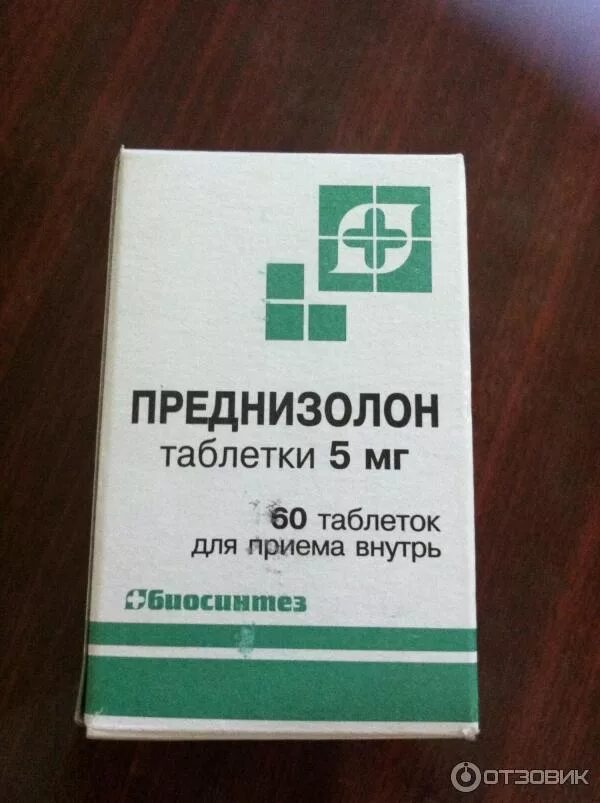 ПРЕДНИЗОЛОН
таблетки 5 мг
60 таблеток
для приема внутрь
биосинтез
ОТЗОВИК